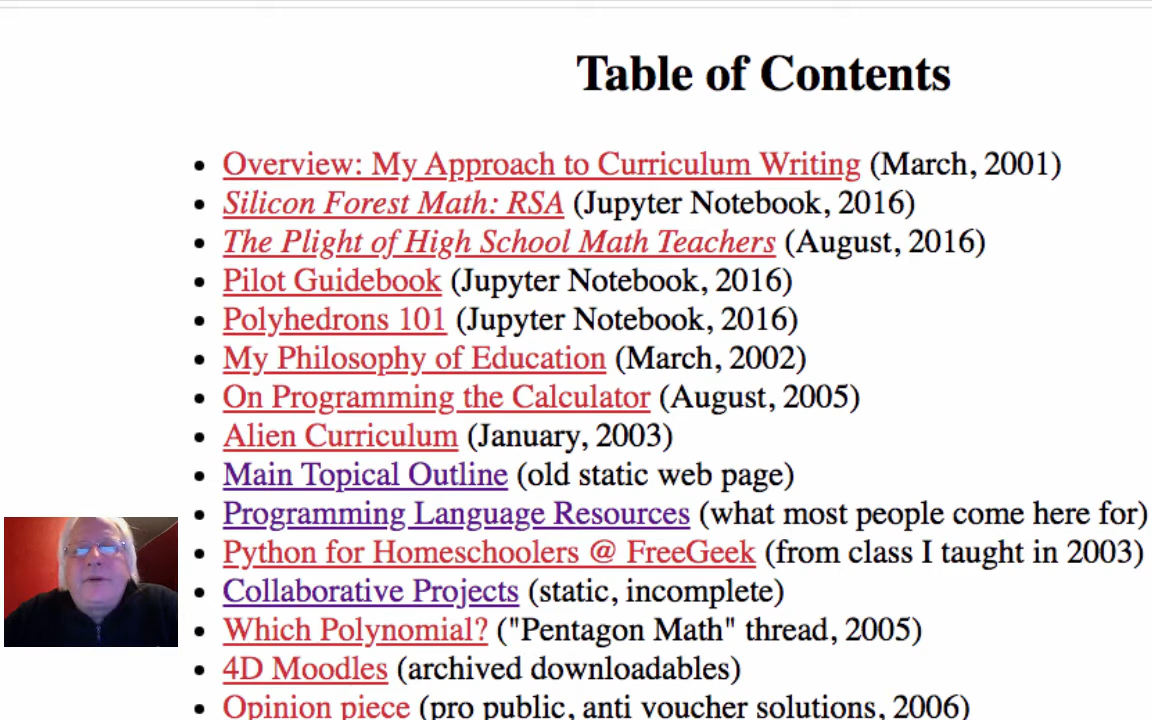 Table of Contents
Overview: My Approach to Curriculum Writing (March, 2001)
Silicon Forest Math: RSA (Jupyter Notebook, 2016)
The Plight of High School Math Teachers (August, 2016)
Pilot Guidebook (Jupyter Notebook, 2016)
Polyhedrons 101 (Jupyter Notebook, 2016)
My Philosophy of Education (March, 2002)
On Programming the Calculator (August, 2005)
Alien Curriculum (January, 2003)
Main Topical Outline (old static web page)
Programming Language Resources (what most people come here for)
Python for Homeschoolers @ FreeGeek (from class I taught in 2003)
Collaborative Projects (static, incomplete)
Which Polynomial? ("Pentagon Math" thread, 2005)
4D Moodles (archived downloadables)
Opinion piece (pro public, anti voucher solutions, 2006)